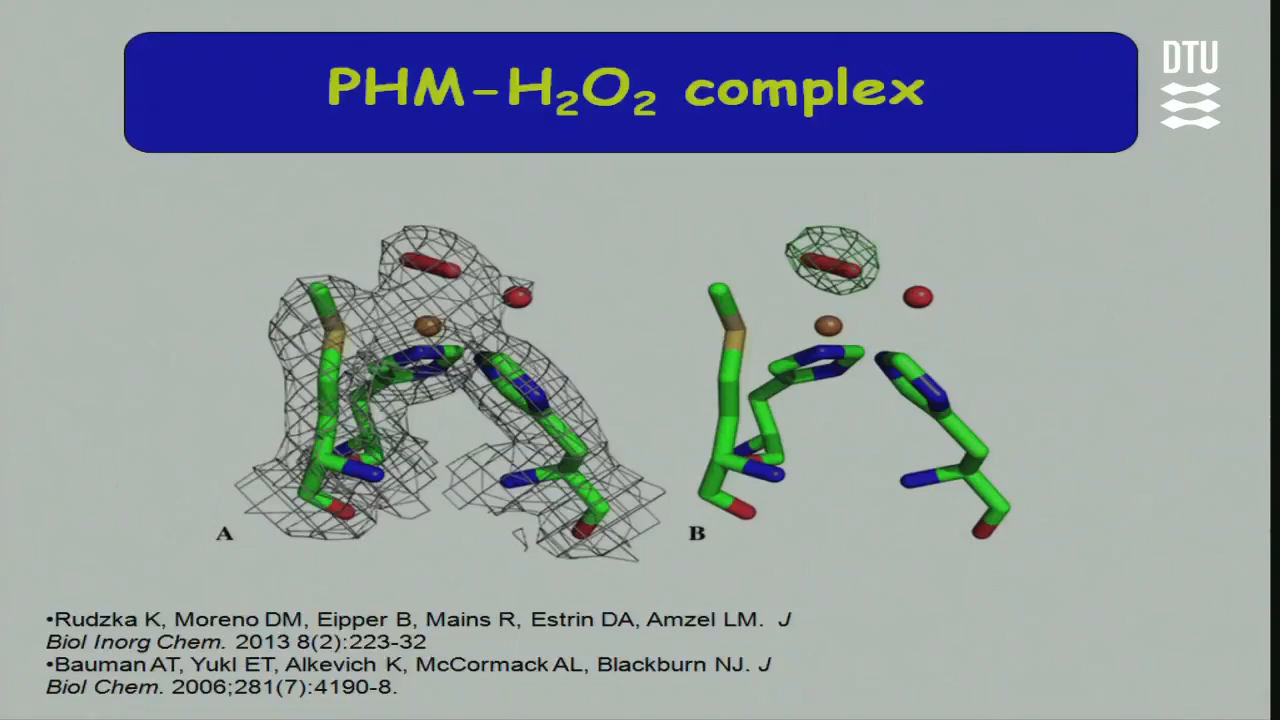 PHM-H₂O₂ complex
DTU
A
B
•Rudzka K, Moreno DM, Eipper B, Mains R, Estrin DA, Amzel LM. J
Biol Inorg Chem. 2013 8(2):223-32
•Bauman AT, Yukl ET, Alkevich K, McCormack AL, Blackburn NJ. J
Biol Chem. 2006;281(7):4190-8.